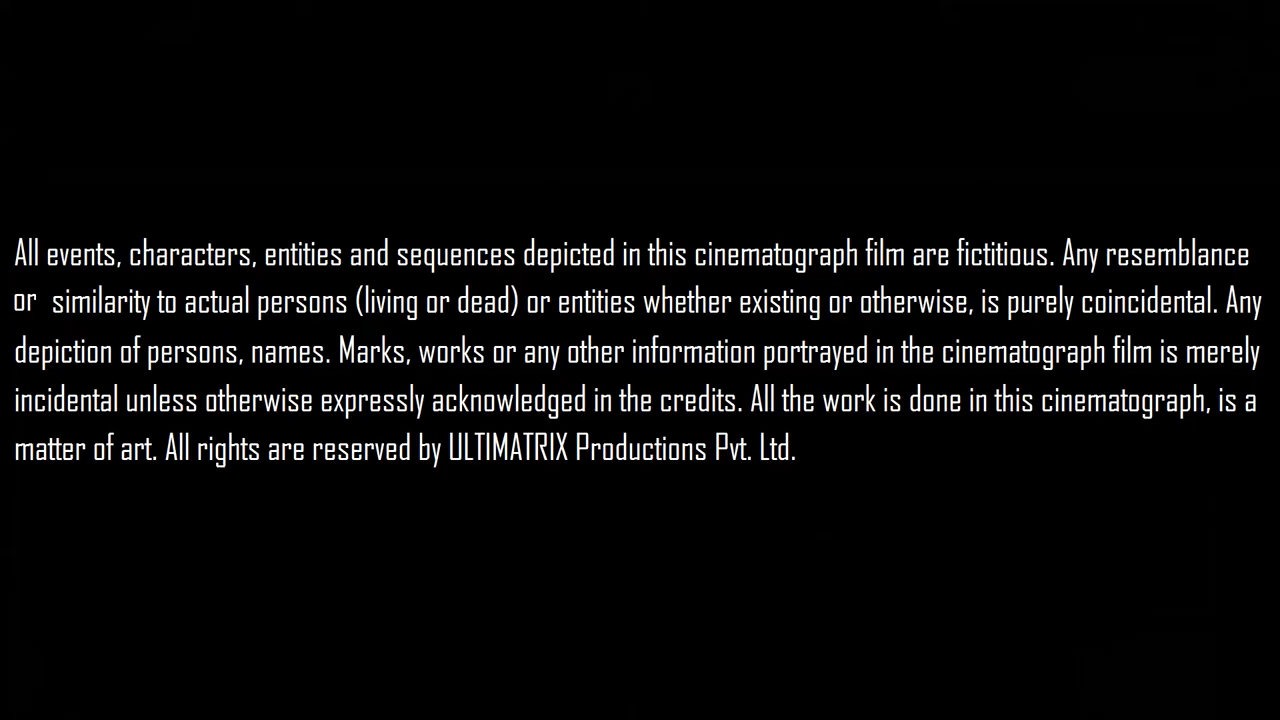 All events, characters, entities and sequences depicted in this cinematograph film are fictitious. Any resemblance
or similarity to actual persons (living or dead) or entities whether existing or otherwise, is purely coincidental. Any
depiction of persons, names. Marks, works or any other information portrayed in the cinematograph film is merely
incidental unless otherwise expressly acknowledged in the credits. All the work is done in this cinematograph, is a
matter of art. All rights are reserved by ULTIMATRIX Productions Pvt. Ltd.